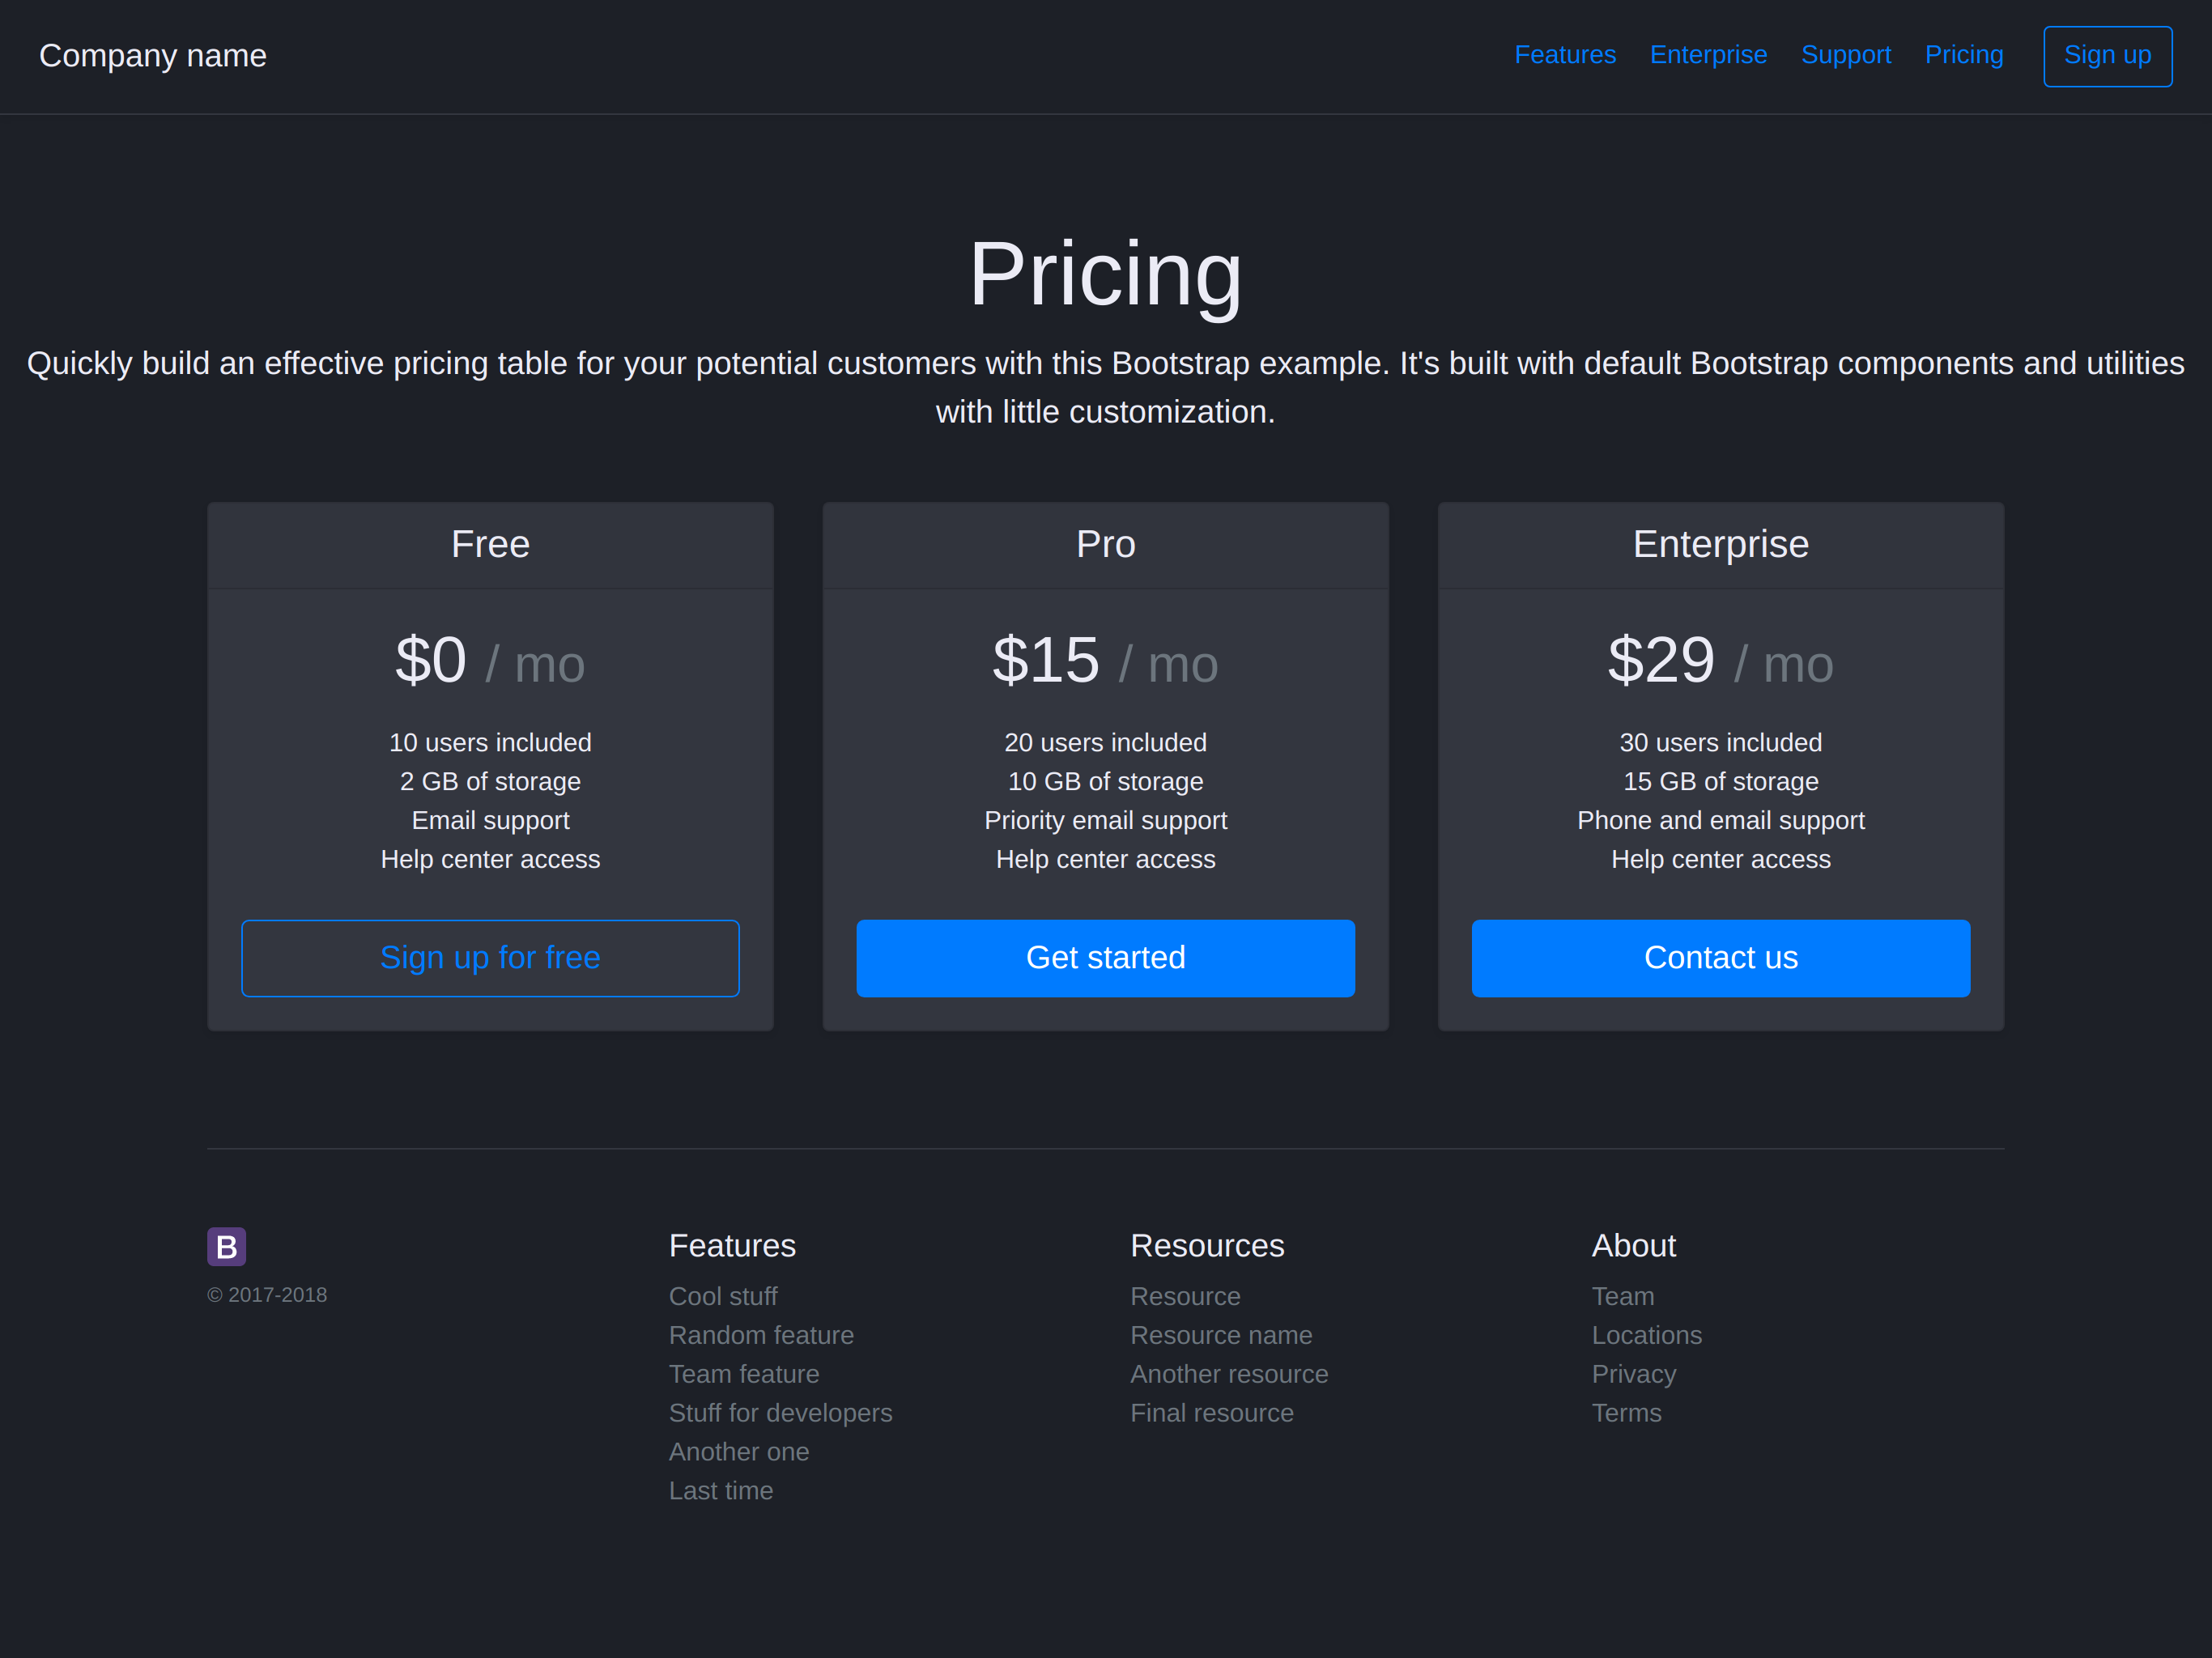 Company name
Features Enterprise Support Pricing Sign up
Pricing
Quickly build an effective pricing table for your potential customers with this Bootstrap example. It's built with default Bootstrap components and utilities
with little customization.
Free
$0 / mo
10 users included
2 GB of storage
Email support
Help center access
Sign up for free
Pro
$15 / mo
20 users included
10 GB of storage
Priority email support
Help center access
Get started
Enterprise
$29 / mo
30 users included
15 GB of storage
Phone and email support
Help center access
Contact us
B
© 2017-2018
Features
Cool stuff
Random feature
Team feature
Stuff for developers
Another one
Last time
Resources
Resource
Resource name
Another resource
Final resource
About
Team
Locations
Privacy
Terms